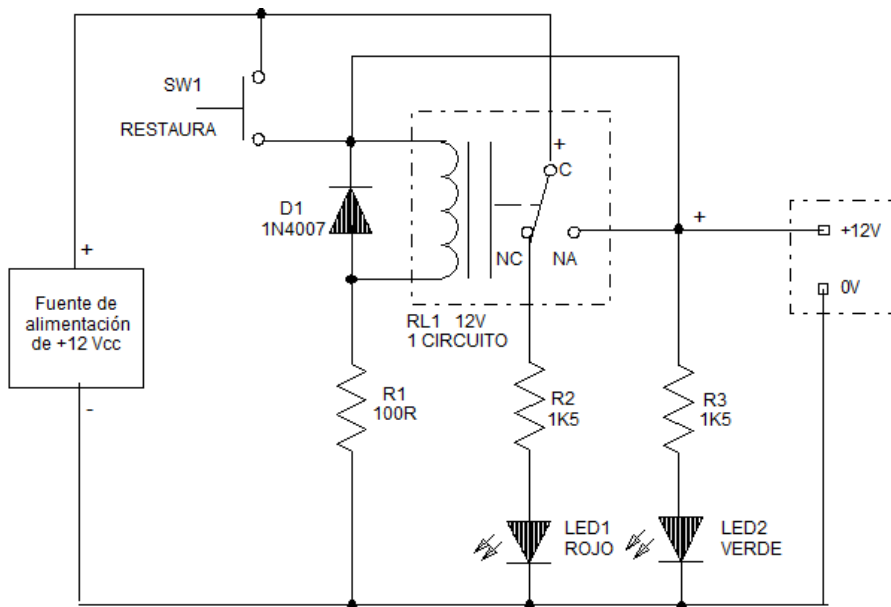 SW1
RESTAURA
+
C
D1
1N4007
+
+12V
NC
NA
+
0V
Fuente de
alimentación
de +12 Vcc
RL1 12V
1 CIRCUITO
-
R1
100R
R2
1K5
R3
1K5
LED1
ROJO
LED2
VERDE